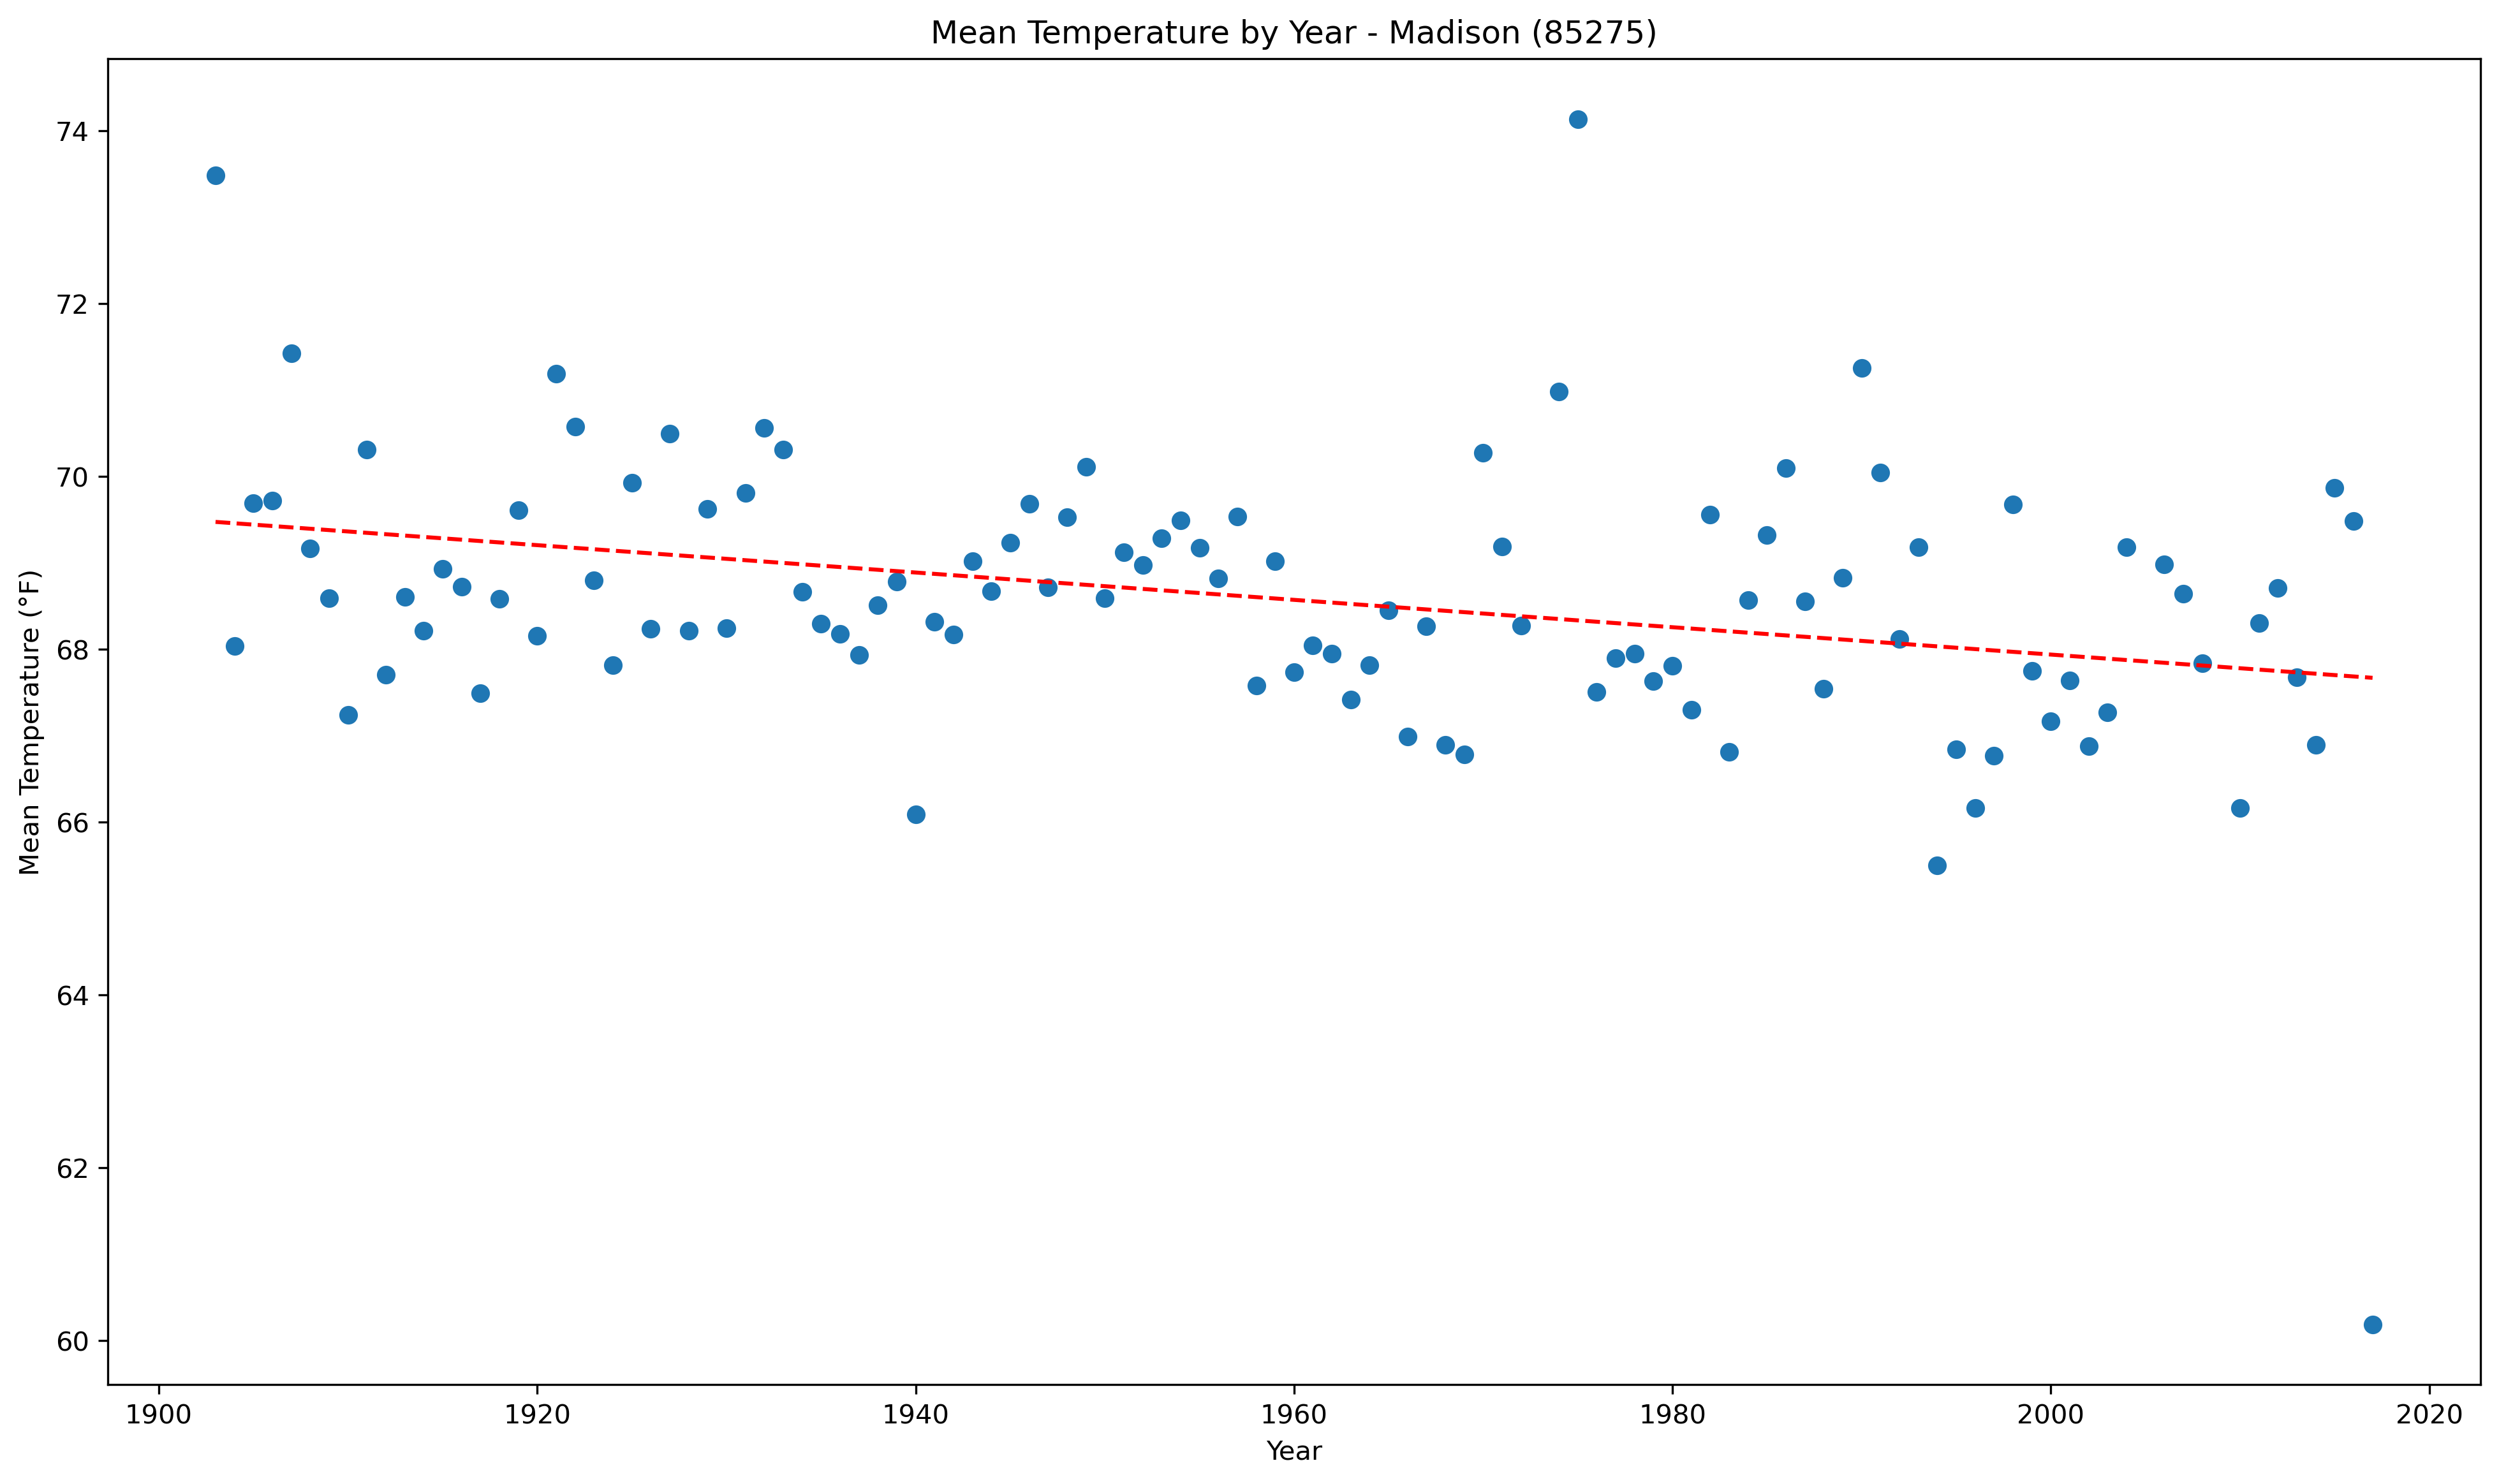 Mean Temperature by Year - Madison (85275)
Mean Temperature (°F)
74
72
70
68
66
64
62
60
1900 1920 1940 1960 1980 2000 2020
Year